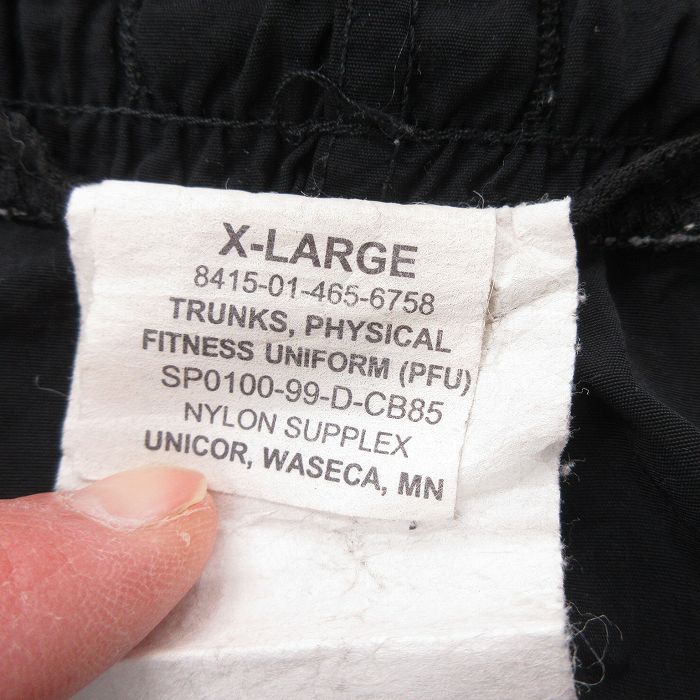 X-LARGE
8415-01-465-6758
TRUNKS, PHYSICAL
FITNESS UNIFORM (PFU)
SP0100-99-D-CB85
NYLON SUPPLEX
UNICOR, WASECA, MN